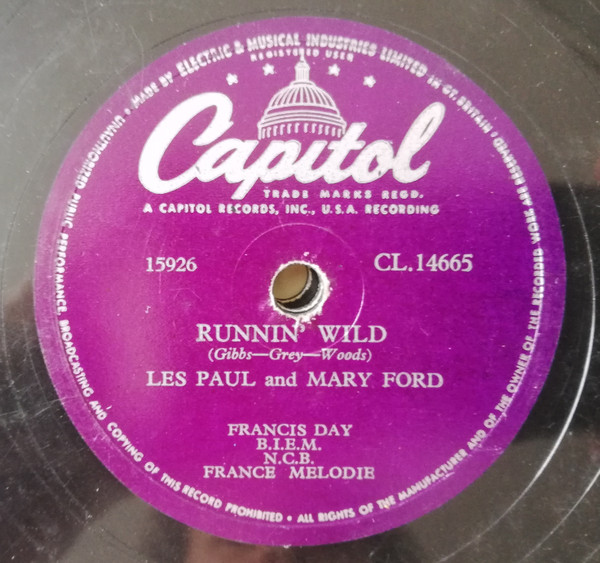 MADE BY ELECTRIC & MUSICAL INDUSTRIES LIMITED IN GT. BRITAIN
REGISTERED USER
Capitol
TRADE MARKS REGD.
A CAPITOL RECORDS, INC., U.S.A. RECORDING
15926
CL.14665
RUNNIN' WILD
(Gibbs—Grey—Woods)
LES PAUL and MARY FORD
FRANCIS DAY
B.I.E.M.
N.C.B.
FRANCE MELODIE
ALL RIGHTS OF THE MANUFACTURER AND OF THE OWNER OF THE RECORDED WORK RESERVED
UNAUTHORIZED PUBLIC PERFORMANCE, BROADCASTING AND COPYING OF THIS RECORD PROHIBITED